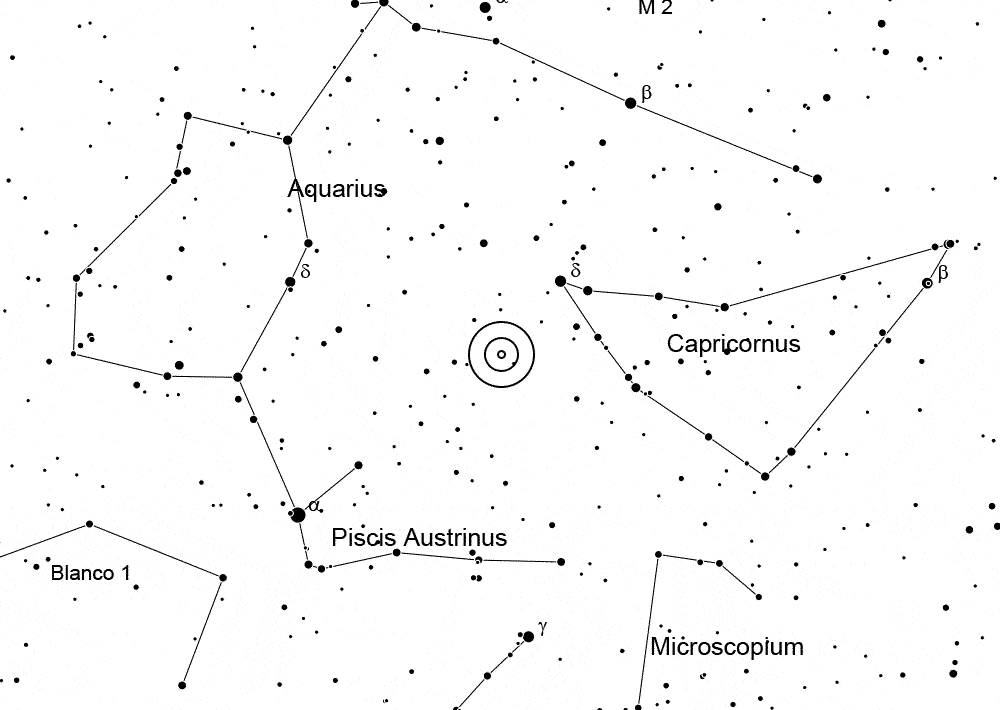 α
M 2
β
Aquarius
δ
δ
β
Capricornus
α
Piscis Austrinus
Blanco 1
γ
Microscopium